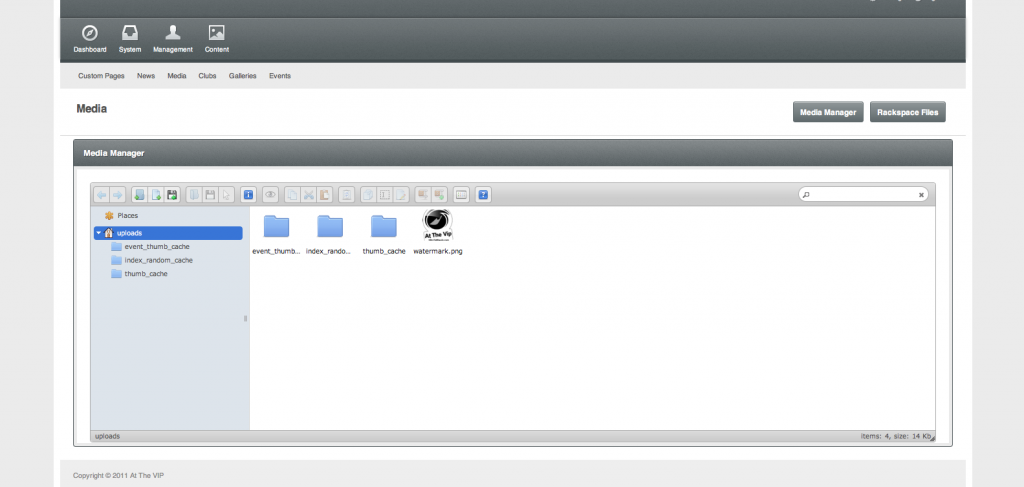 Dashboard System Management Content
Custom Pages News Media Clubs Galleries Events
Media
Media Manager Rackspace Files
Media Manager
Places
uploads
event_thumb_cache
index_random_cache
thumb_cache
event_thumb... index_rando... thumb_cache watermark.png
At The Vip
uploads
items: 4, size: 14 Kb
Copyright © 2011 At The VIP